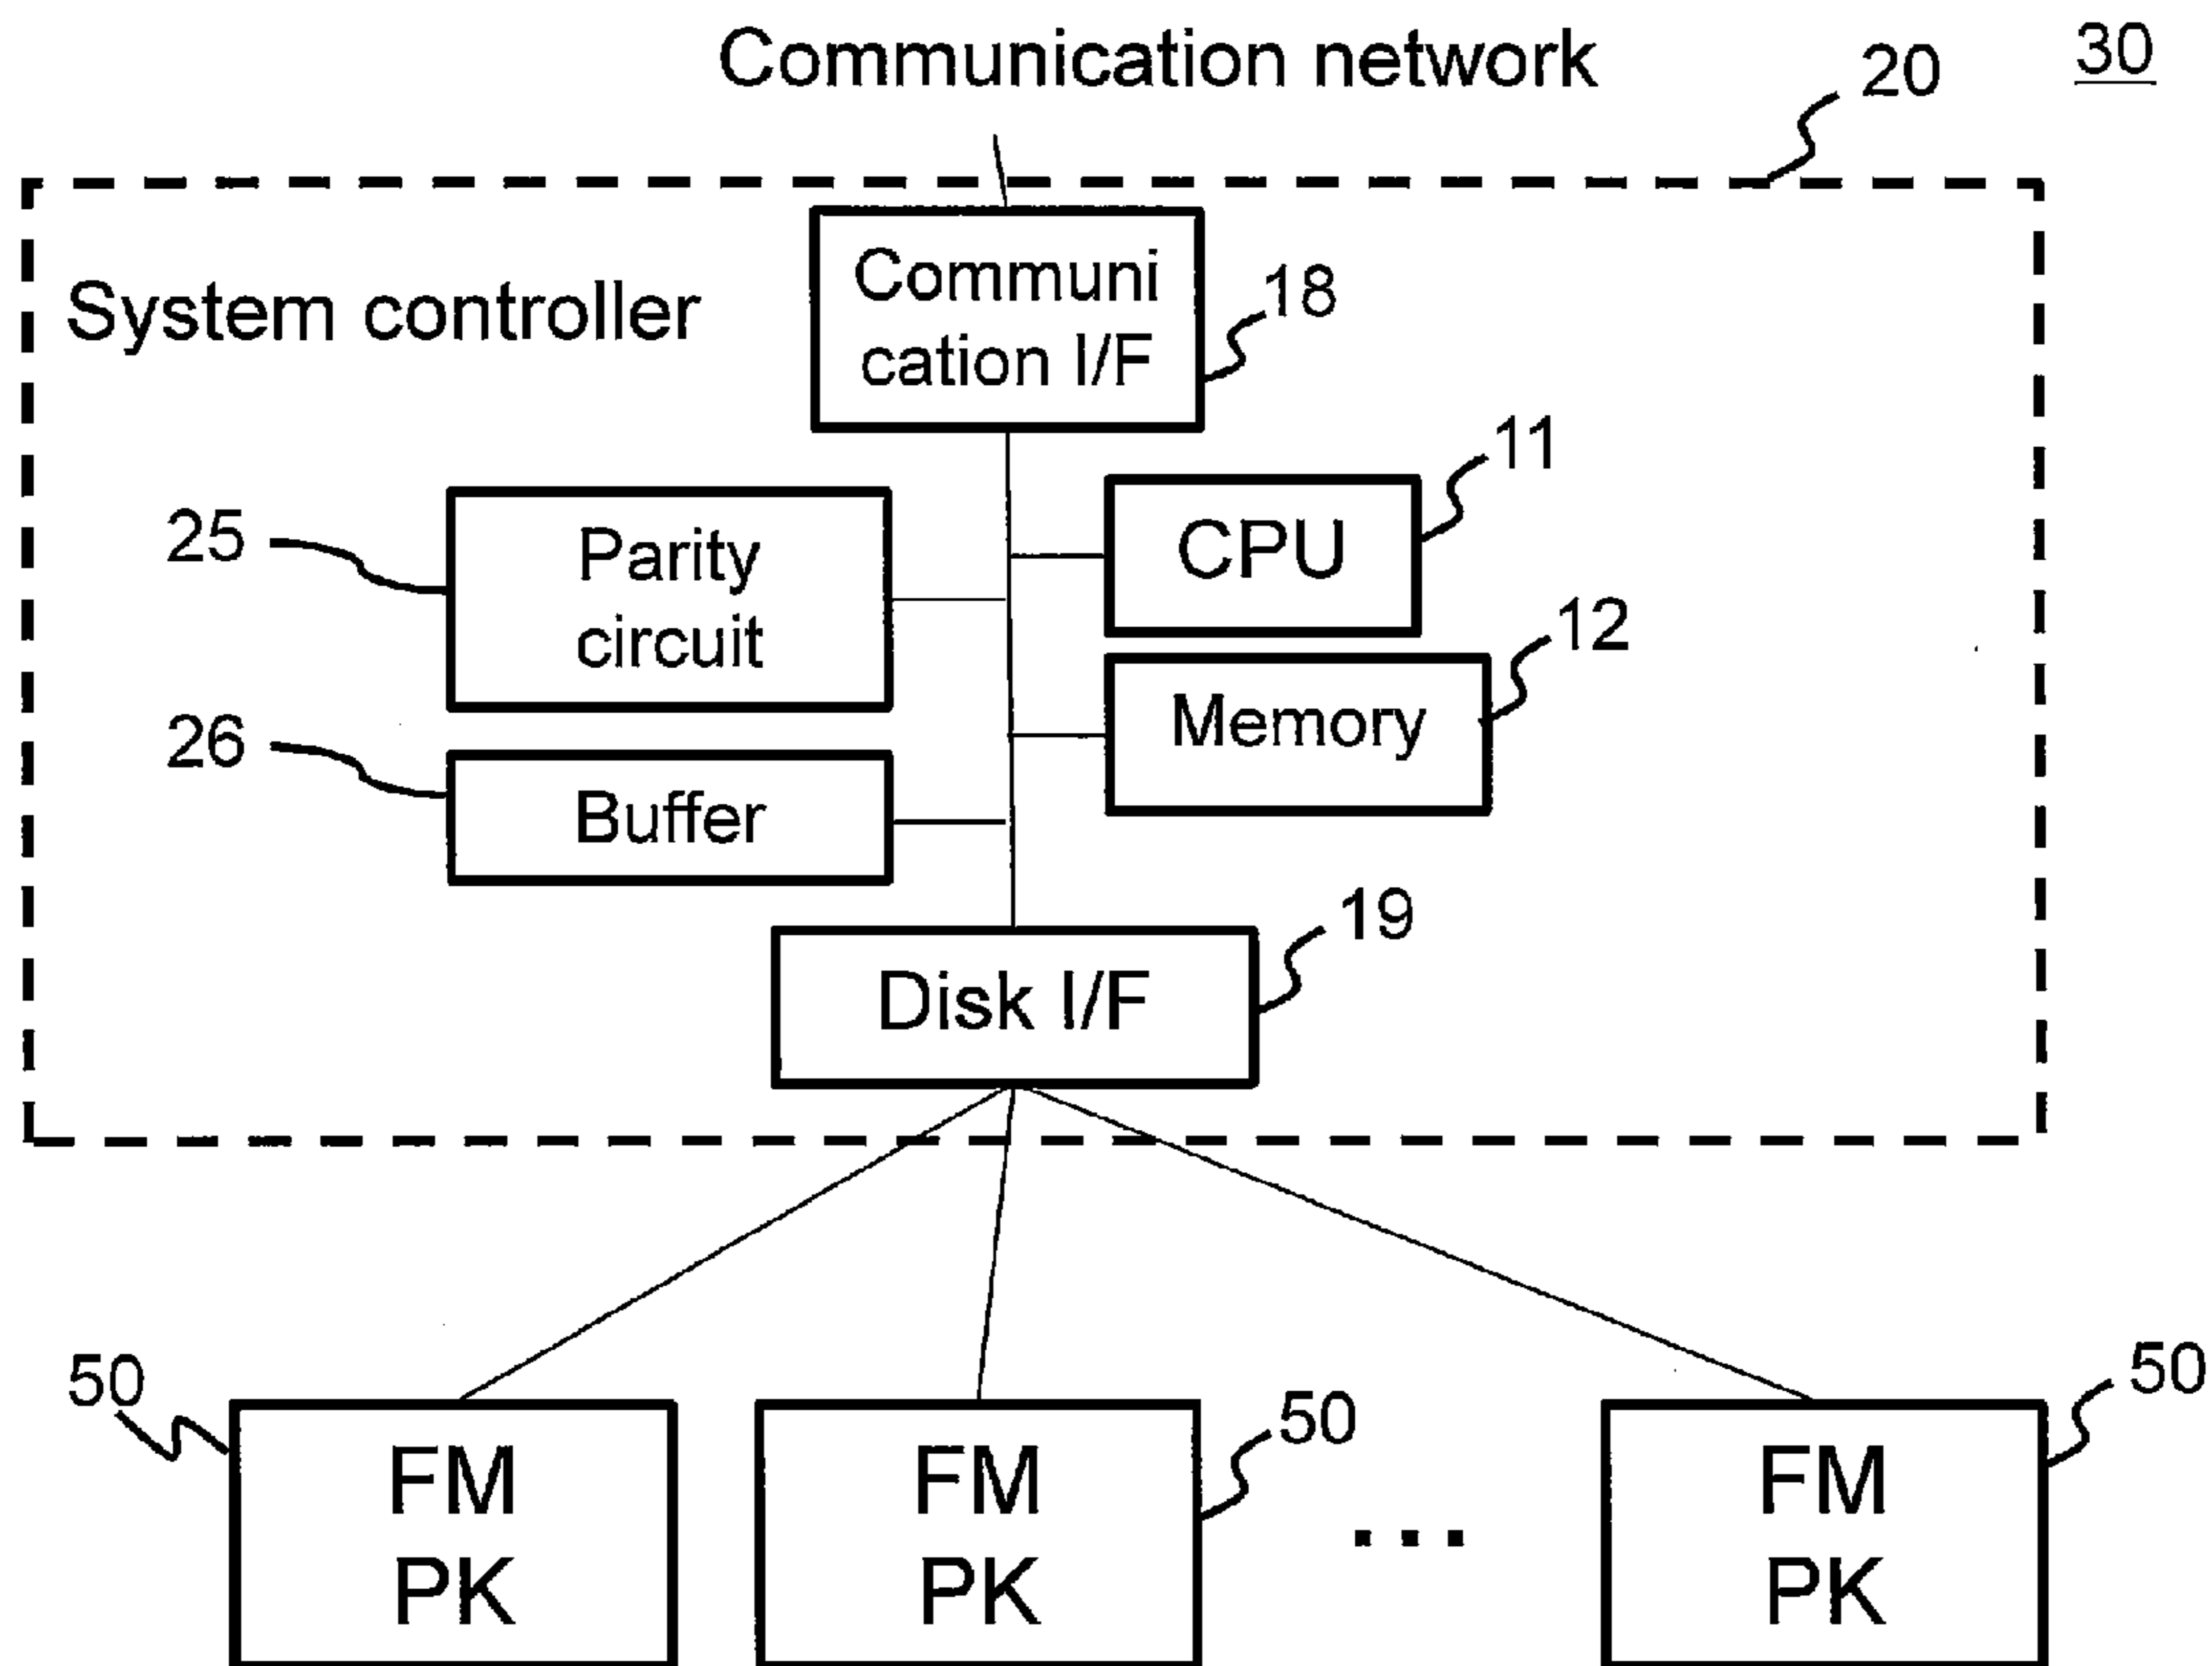 Communication network
20
30
System controller
Communi
cation I/F
18
11
25
Parity
circuit
CPU
12
26
Memory
Buffer
19
Disk I/F
50
FM
PK
50
FM
PK
...
50
FM
PK